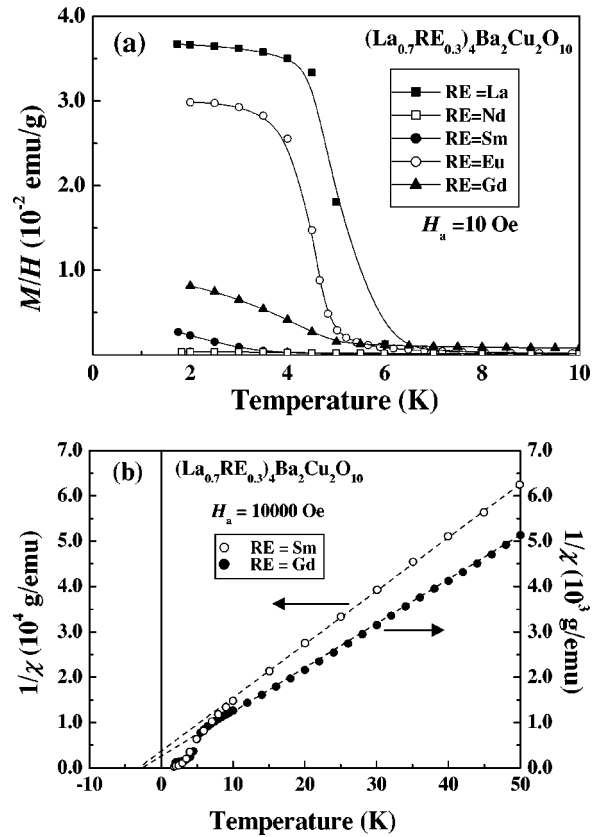 (a)
(La0.7RE0.3)4Ba2Cu2O10
4.0
3.0
2.0
1.0
M/H (10-2 emu/g)
RE =La
RE=Nd
RE=Sm
RE=Eu
RE=Gd
Ha =10 Oe
0 2 4 6 8 10
Temperature (K)
(b)
(La0.7RE0.3)4Ba2Cu2O10
Ha = 10000 Oe
RE = Sm
RE = Gd
7.0
6.0
5.0
4.0
3.0
2.0
1.0
0.0
1/χ (104 g/emu)
7.0
6.0
5.0
4.0
3.0
2.0
1.0
0.0
1/χ (103 g/emu)
-10 0 10 20 30 40 50
Temperature (K)